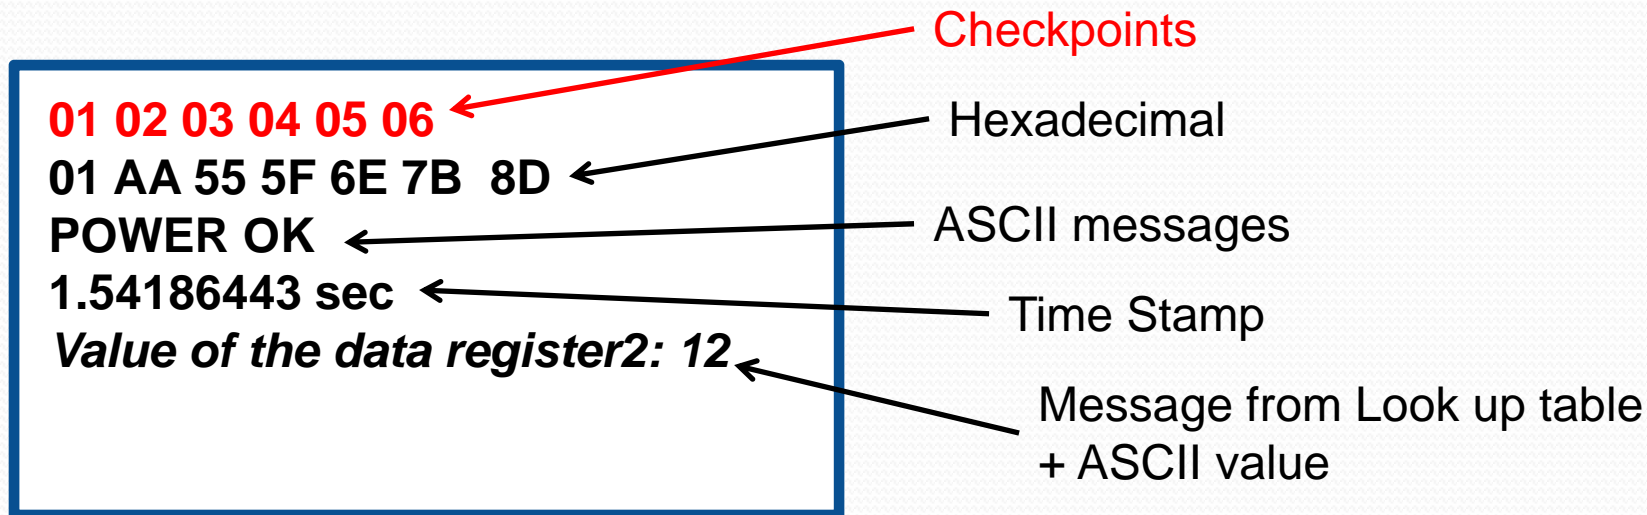 Checkpoints
01 02 03 04 05 06
Hexadecimal
01 AA 55 5F 6E 7B  8D
ASCII messages
POWER OK
1.54186443 sec
Time Stamp
Value of the data register2: 12
Message from Look up table
+ ASCII value